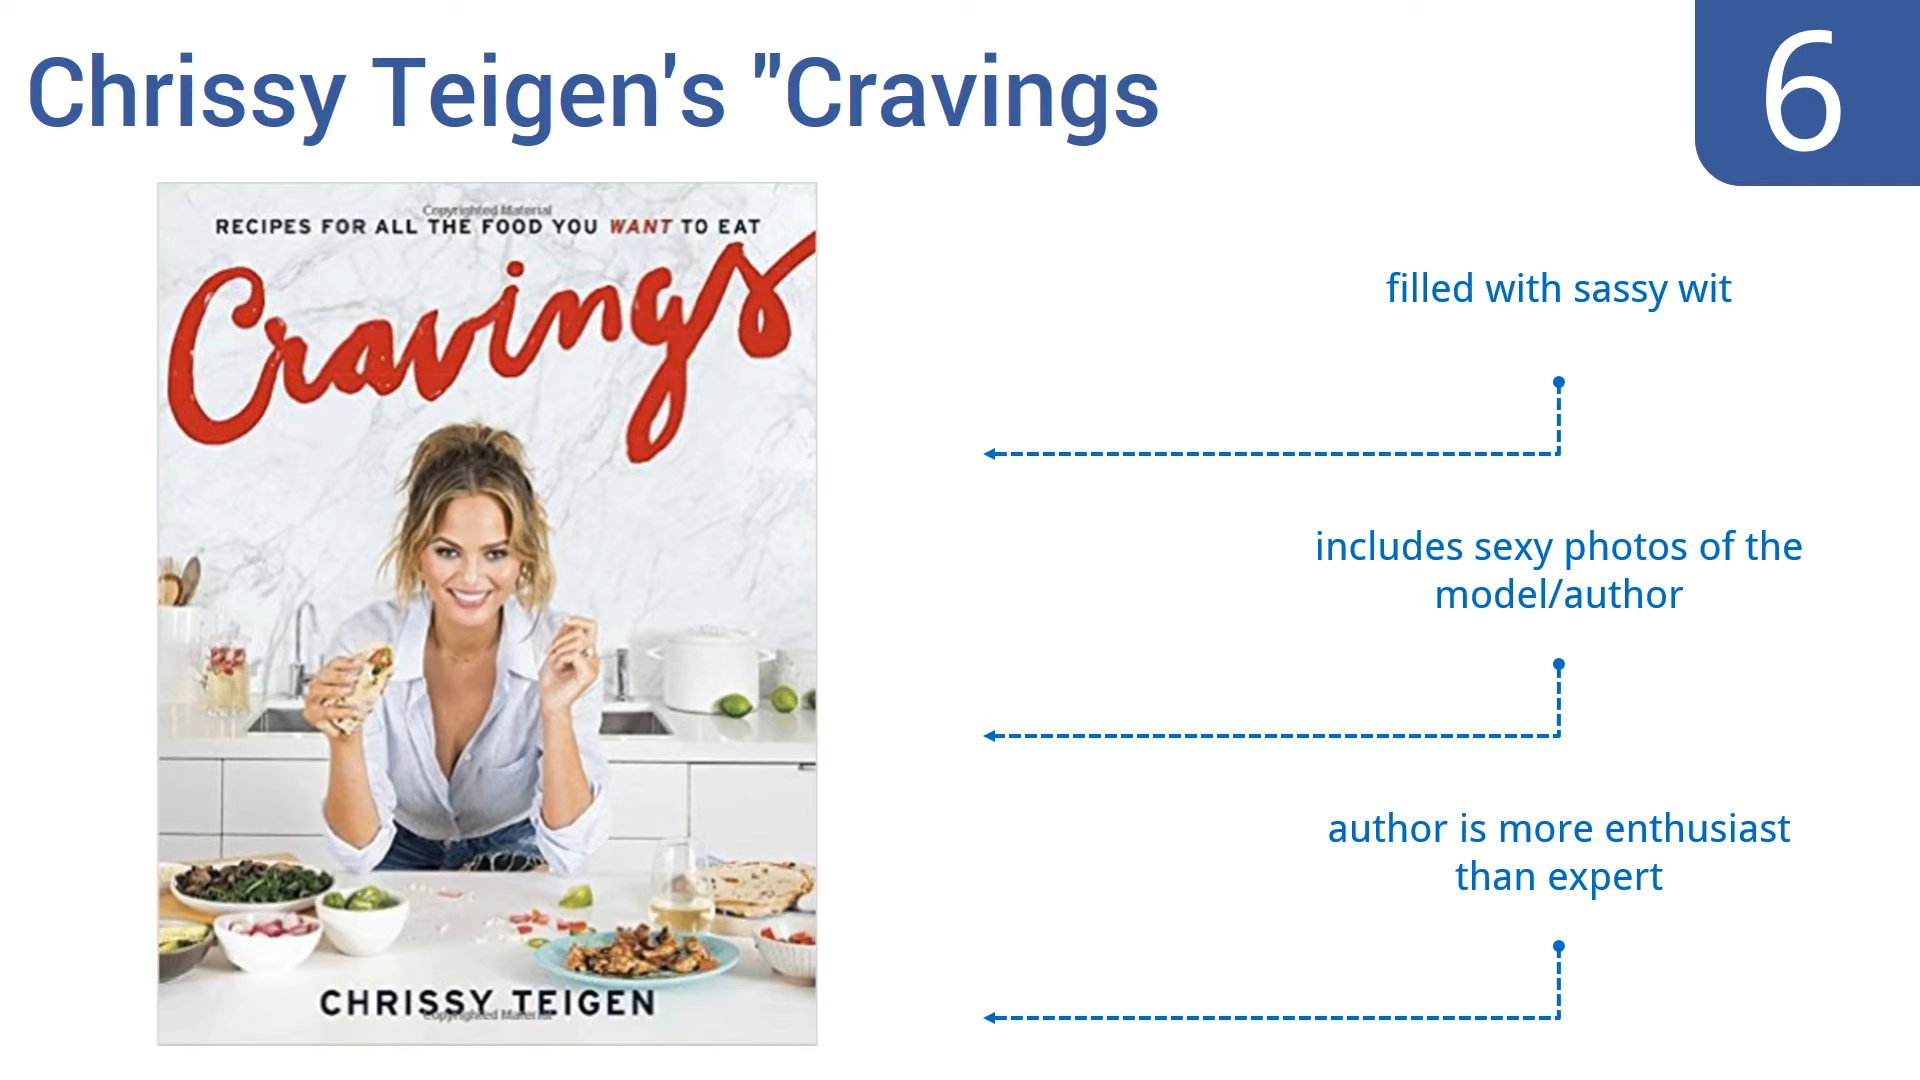 Chrissy Teigen's "Cravings
6
Copyrighted Material
RECIPES FOR ALL THE FOOD YOU WANT TO EAT
Cravings
CHRISSY TEIGEN
Copyrighted Material
filled with sassy wit
includes sexy photos of the
model/author
author is more enthusiast
than expert